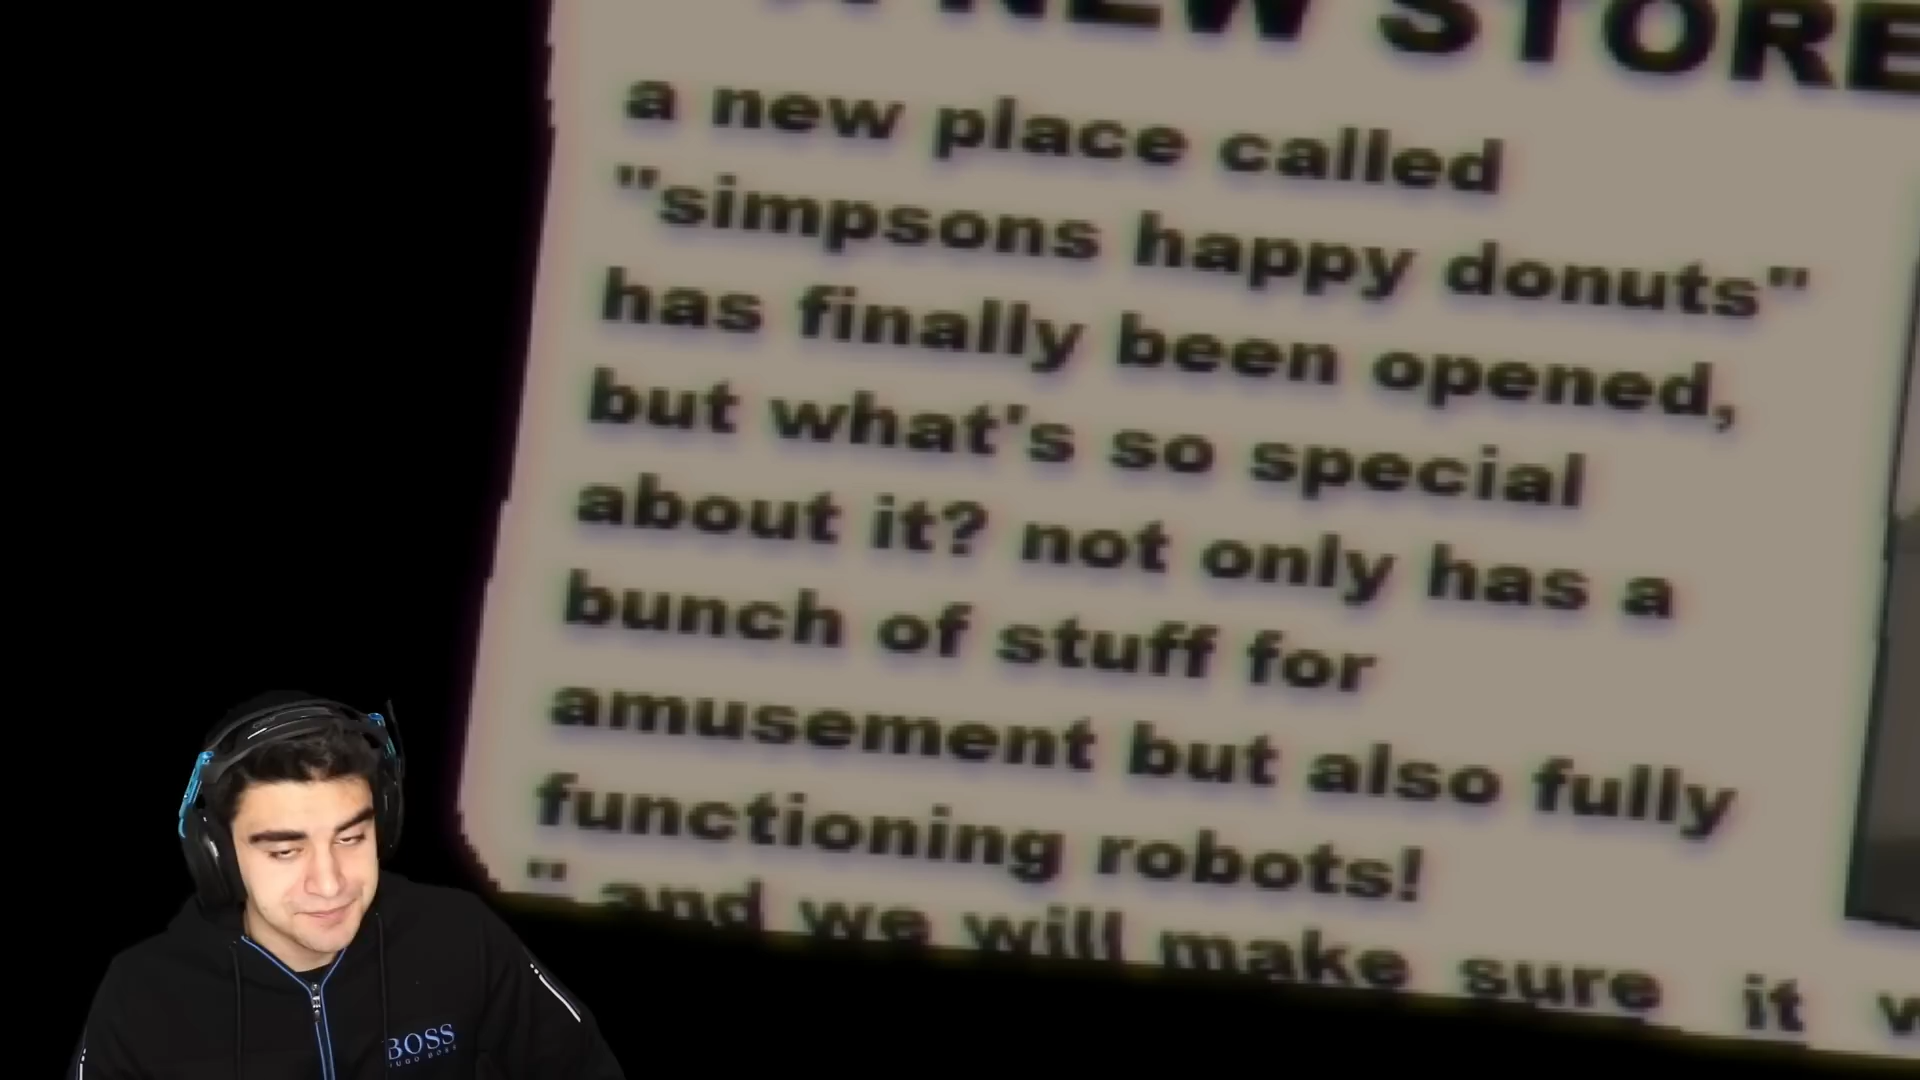 NEW STORE
a new place called
"simpsons happy donuts"
has finally been opened,
but what's so special
about it? not only has a
bunch of stuff for
amusement but also fully
functioning robots!
" and we will make sure it
BOSS
HUGO BOSS